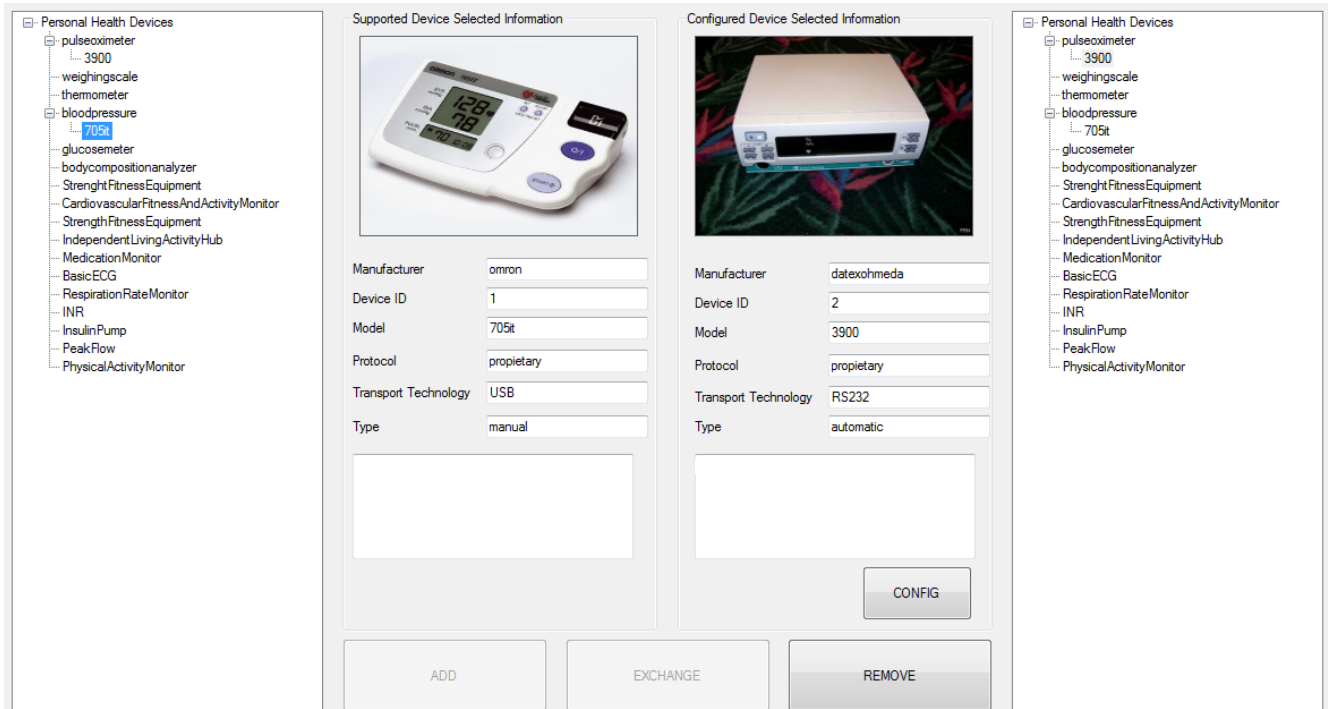 Personal Health Devices
pulseoximeter
3900
weighingscale
thermometer
bloodpressure
705it
glucosemeter
bodycompositionanalyzer
StrenghtFitnessEquipment
CardiovascularFitnessAndActivityMonitor
StrengthFitnessEquipment
IndependentLivingActivityHub
MedicationMonitor
BasicECG
RespirationRateMonitor
INR
InsulinPump
PeakFlow
PhysicalActivityMonitor
Supported Device Selected Information
OMRON
128
78
70
O/I
START
Manufacturer omron
Device ID 1
Model 705it
Protocol propietary
Transport Technology USB
Type manual
Configured Device Selected Information
Manufacturer datexohmeda
Device ID 2
Model 3900
Protocol propietary
Transport Technology RS232
Type automatic
CONFIG
ADD
EXCHANGE
REMOVE
Personal Health Devices
pulseoximeter
3900
weighingscale
thermometer
bloodpressure
705it
glucosemeter
bodycompositionanalyzer
StrenghtFitnessEquipment
CardiovascularFitnessAndActivityMonitor
StrengthFitnessEquipment
IndependentLivingActivityHub
MedicationMonitor
BasicECG
RespirationRateMonitor
INR
InsulinPump
PeakFlow
PhysicalActivityMonitor